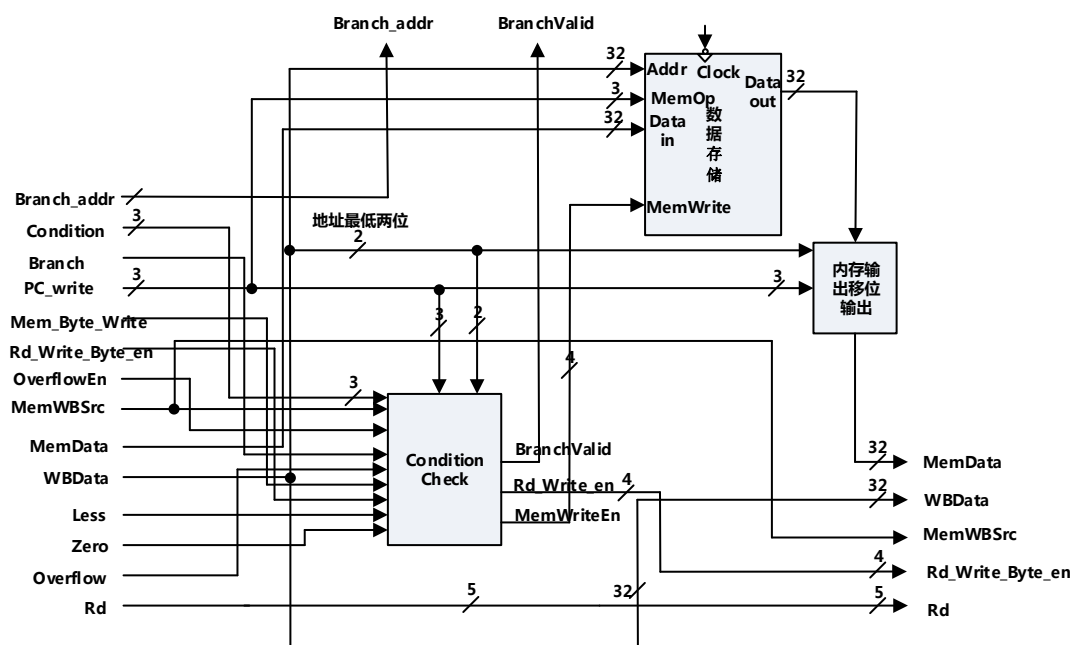 Branch_addr
BranchValid
32
Addr
Clock
Data
out
32
3
MemOp
32
Data
in
数
据
存
储
MemWrite
Branch_addr
Condition
3
地址最低两位
2
Branch
PC_write
3
3
内存输
出移位
输出
3
2
Mem_Byte_Write
Rd_Write_Byte_en
4
OverflowEn
3
MemWBSrc
MemData
BranchValid
Condition
Check
32
MemData
WBData
Rd_Write_en
4
32
WBData
Less
MemWriteEn
Zero
MemWBSrc
Overflow
4
Rd_Write_Byte_en
32
Rd
5
5
Rd